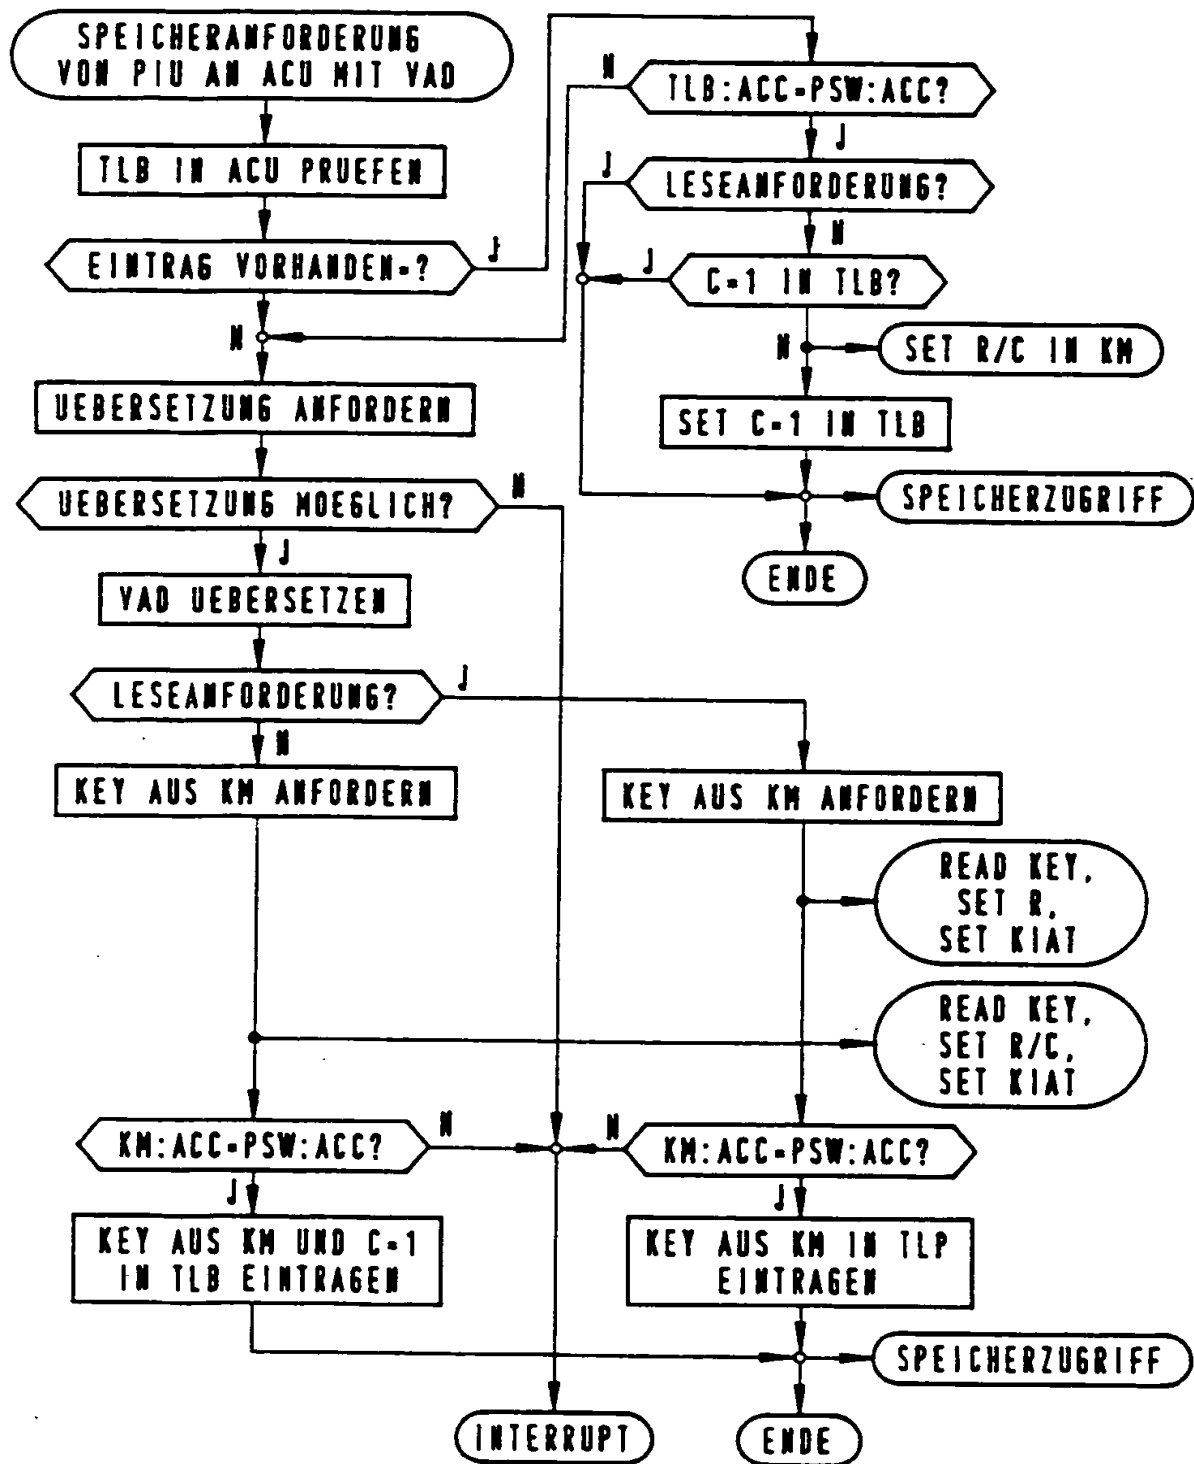 SPEICHERANFORDERUNG
VON PIU AN ACU MIT VAD
TLB IN ACU PRUEFEN
EINTRAG VORHANDEN=?
J
N
UEBERSETZUNG ANFORDERN
UEBERSETZUNG MOEGLICH?
N
J
VAD UEBERSETZEN
LESEANFORDERUNG?
J
N
KEY AUS KM ANFORDERN
KM:ACC=PSW:ACC?
N
J
KEY AUS KM UND C=1
IN TLB EINTRAGEN
INTERRUPT
N
TLB:ACC=PSW:ACC?
J
J
LESEANFORDERUNG?
N
J
C=1 IN TLB?
N
SET R/C IN KM
SET C=1 IN TLB
SPEICHERZUGRIFF
ENDE
KEY AUS KM ANFORDERN
READ KEY,
SET R,
SET KIAT
READ KEY,
SET R/C,
SET KIAT
N
KM:ACC=PSW:ACC?
J
KEY AUS KM IN TLP
EINTRAGEN
SPEICHERZUGRIFF
ENDE